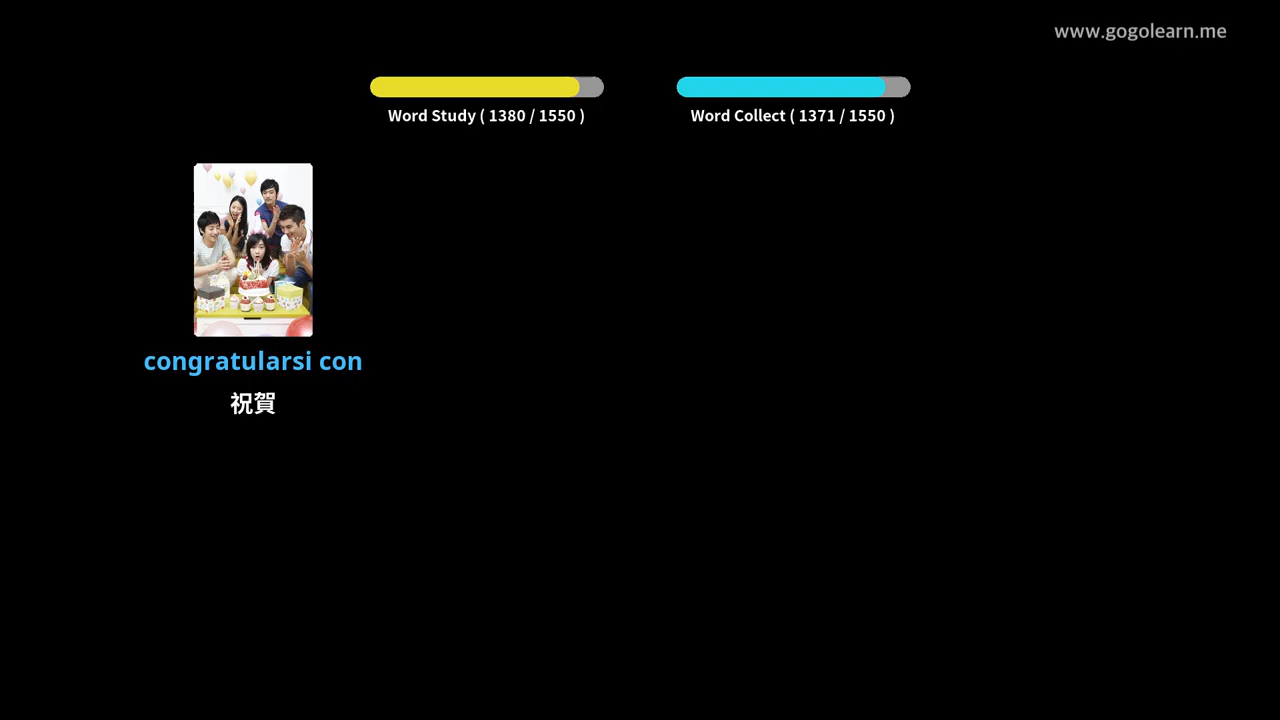 www.gogolearn.me
Word Study ( 1380 / 1550 )
Word Collect ( 1371 / 1550 )
congratularsi con
祝賀